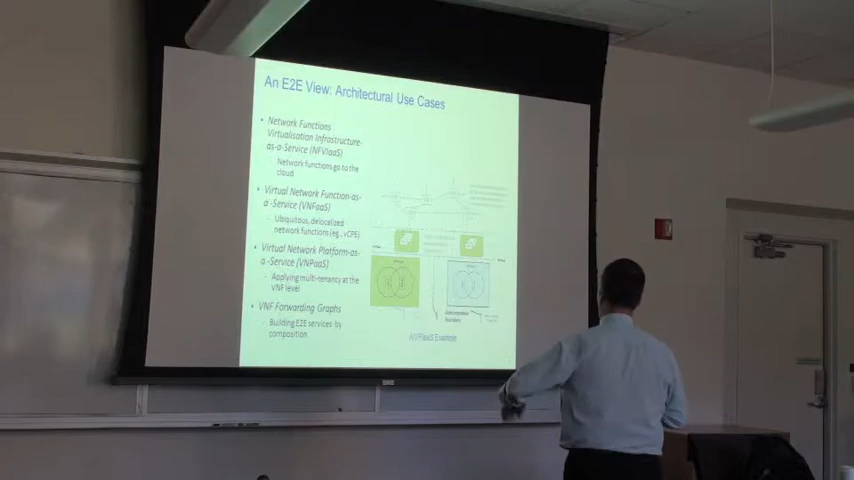 An E2E View: Architectural Use Cases
• Network Functions
Virtualisation Infrastructure-
as-a-Service (NFVIaaS)
– Network functions go to the
cloud
• Virtual Network Function-as-
a -Service (VNFaaS)
– Ubiquitous, delocalized
network functions (eg., vCPE)
• Virtual Network Platform-as-
a -Service (VNPaaS)
– Applying multi-tenancy at the
VNF level
• VNF Forwarding Graphs
– Building E2E services by
composition
Example